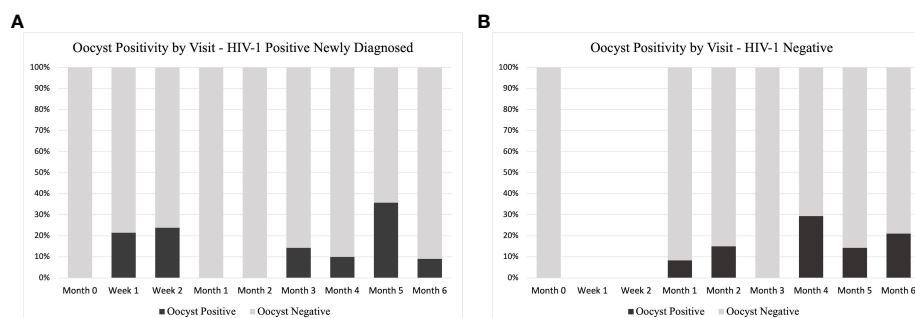 A
Oocyst Positivity by Visit - HIV-1 Positive Newly Diagnosed
100%
90%
80%
70%
60%
50%
40%
30%
20%
10%
0%
Month 0 Week 1 Week 2 Month 1 Month 2 Month 3 Month 4 Month 5 Month 6
Oocyst Positive Oocyst Negative
B
Oocyst Positivity by Visit - HIV-1 Negative
100%
90%
80%
70%
60%
50%
40%
30%
20%
10%
0%
Month 0 Week 1 Week 2 Month 1 Month 2 Month 3 Month 4 Month 5 Month 6
Oocyst Positive Oocyst Negative